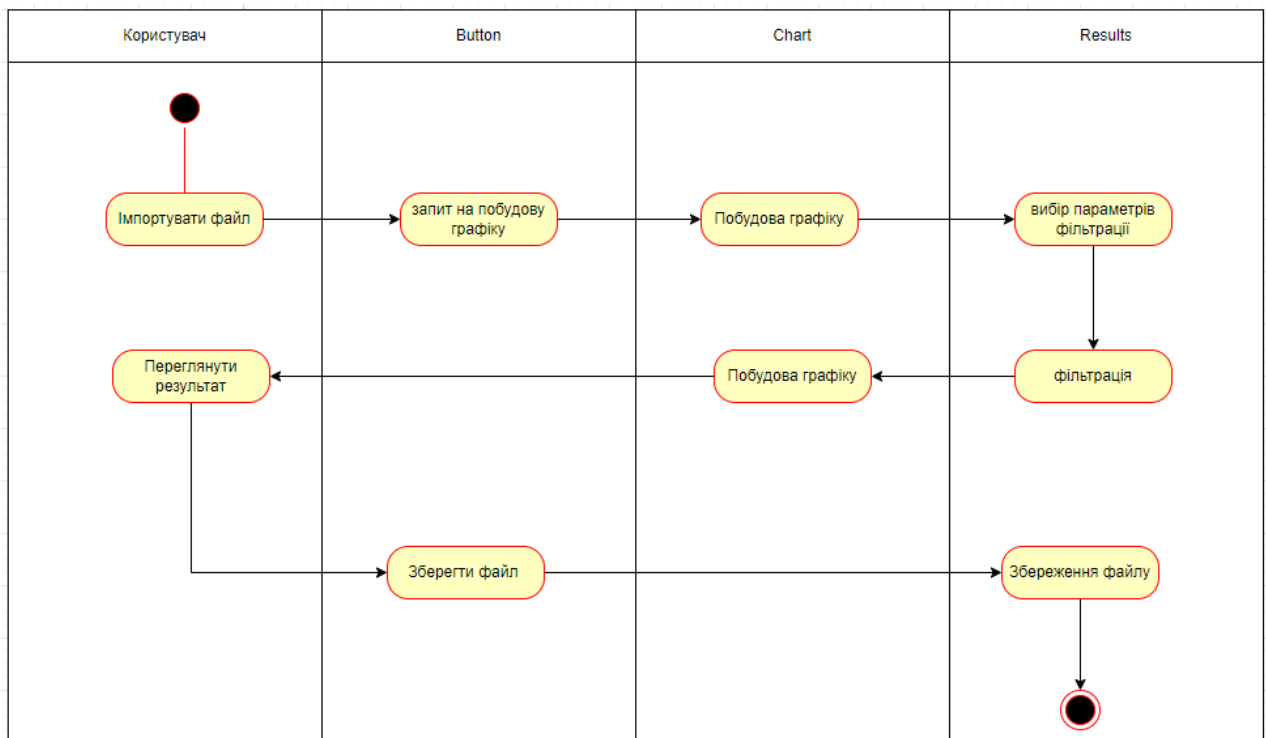 Користувач
Button
Chart
Results
Імпортувати файл
запит на побудову
графіку
Побудова графіку
вибір параметрів
фільтрації
Переглянути
результат
Побудова графіку
фільтрація
Зберегти файл
Збереження файлу